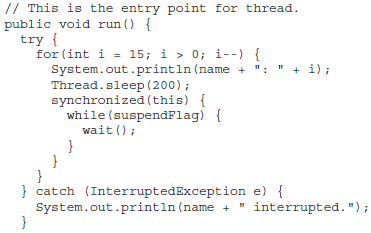 // This is the entry point for thread.
public void run() {
  try {
    for(int i = 15; i > 0; i--) {
      System.out.println(name + ": " + i);
      Thread.sleep(200);
      synchronized(this) {
        while(suspendFlag) {
          wait();
        }
      }
    }
  } catch (InterruptedException e) {
    System.out.println(name + " interrupted.");
  }